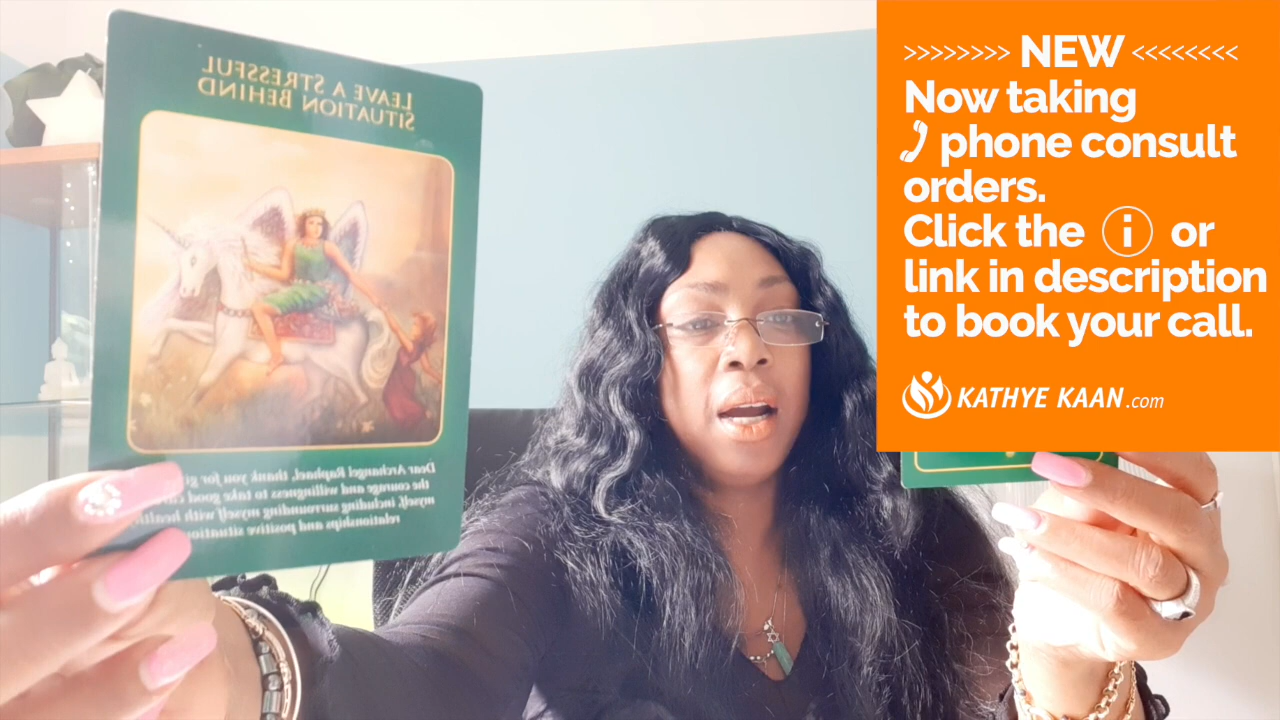 LEAVE A STRESSFUL
SITUATION BEHIND
Dear Archangel Raphael, thank you for
the courage and willingness to take good
myself, including surrounding myself with
relationships and positive
>>>>>>>> NEW <<<<<<<<
Now taking
phone consult
orders.
Click the i or
link in description
to book your call.
KATHYE KAAN.com